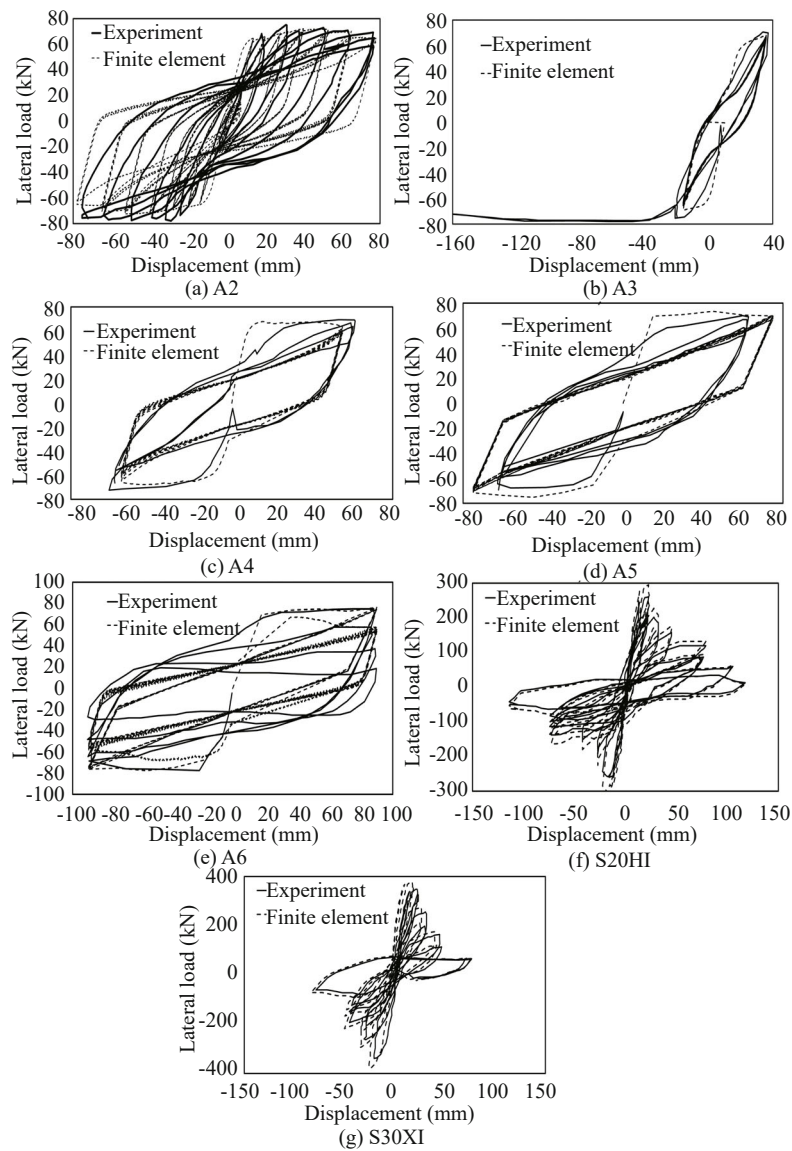 80
60
40
20
0
-20
-40
-60
-80
Lateral load (kN)
Experiment
Finite element
-80 -60 -40 -20 0 20 40 60 80
Displacement (mm)
(a) A2
80
60
40
20
0
-20
-40
-60
-80
Lateral load (kN)
Experiment
Finite element
-160 -120 -80 -40 0 40
Displacement (mm)
(b) A3
80
60
40
20
0
-20
-40
-60
-80
Lateral load (kN)
Experiment
Finite element
-80 -60 -40 -20 0 20 40 60 80
Displacement (mm)
(c) A4
80
60
40
20
0
-20
-40
-60
-80
Lateral load (kN)
Experiment
Finite element
-80 -60 -40 -20 0 20 40 60 80
Displacement (mm)
(d) A5
100
80
60
40
20
0
-20
-40
-60
-80
-100
Lateral load (kN)
Experiment
Finite element
-100 -80 -60 -40 -20 0 20 40 60 80 100
Displacement (mm)
(e) A6
300
200
100
0
-100
-200
-300
Lateral load (kN)
Experiment
Finite element
-150 -100 -50 0 50 100 150
Displacement (mm)
(f) S20HI
400
200
0
-200
-400
Lateral load (kN)
Experiment
Finite element
-150 -100 -50 0 50 100 150
Displacement (mm)
(g) S30XI